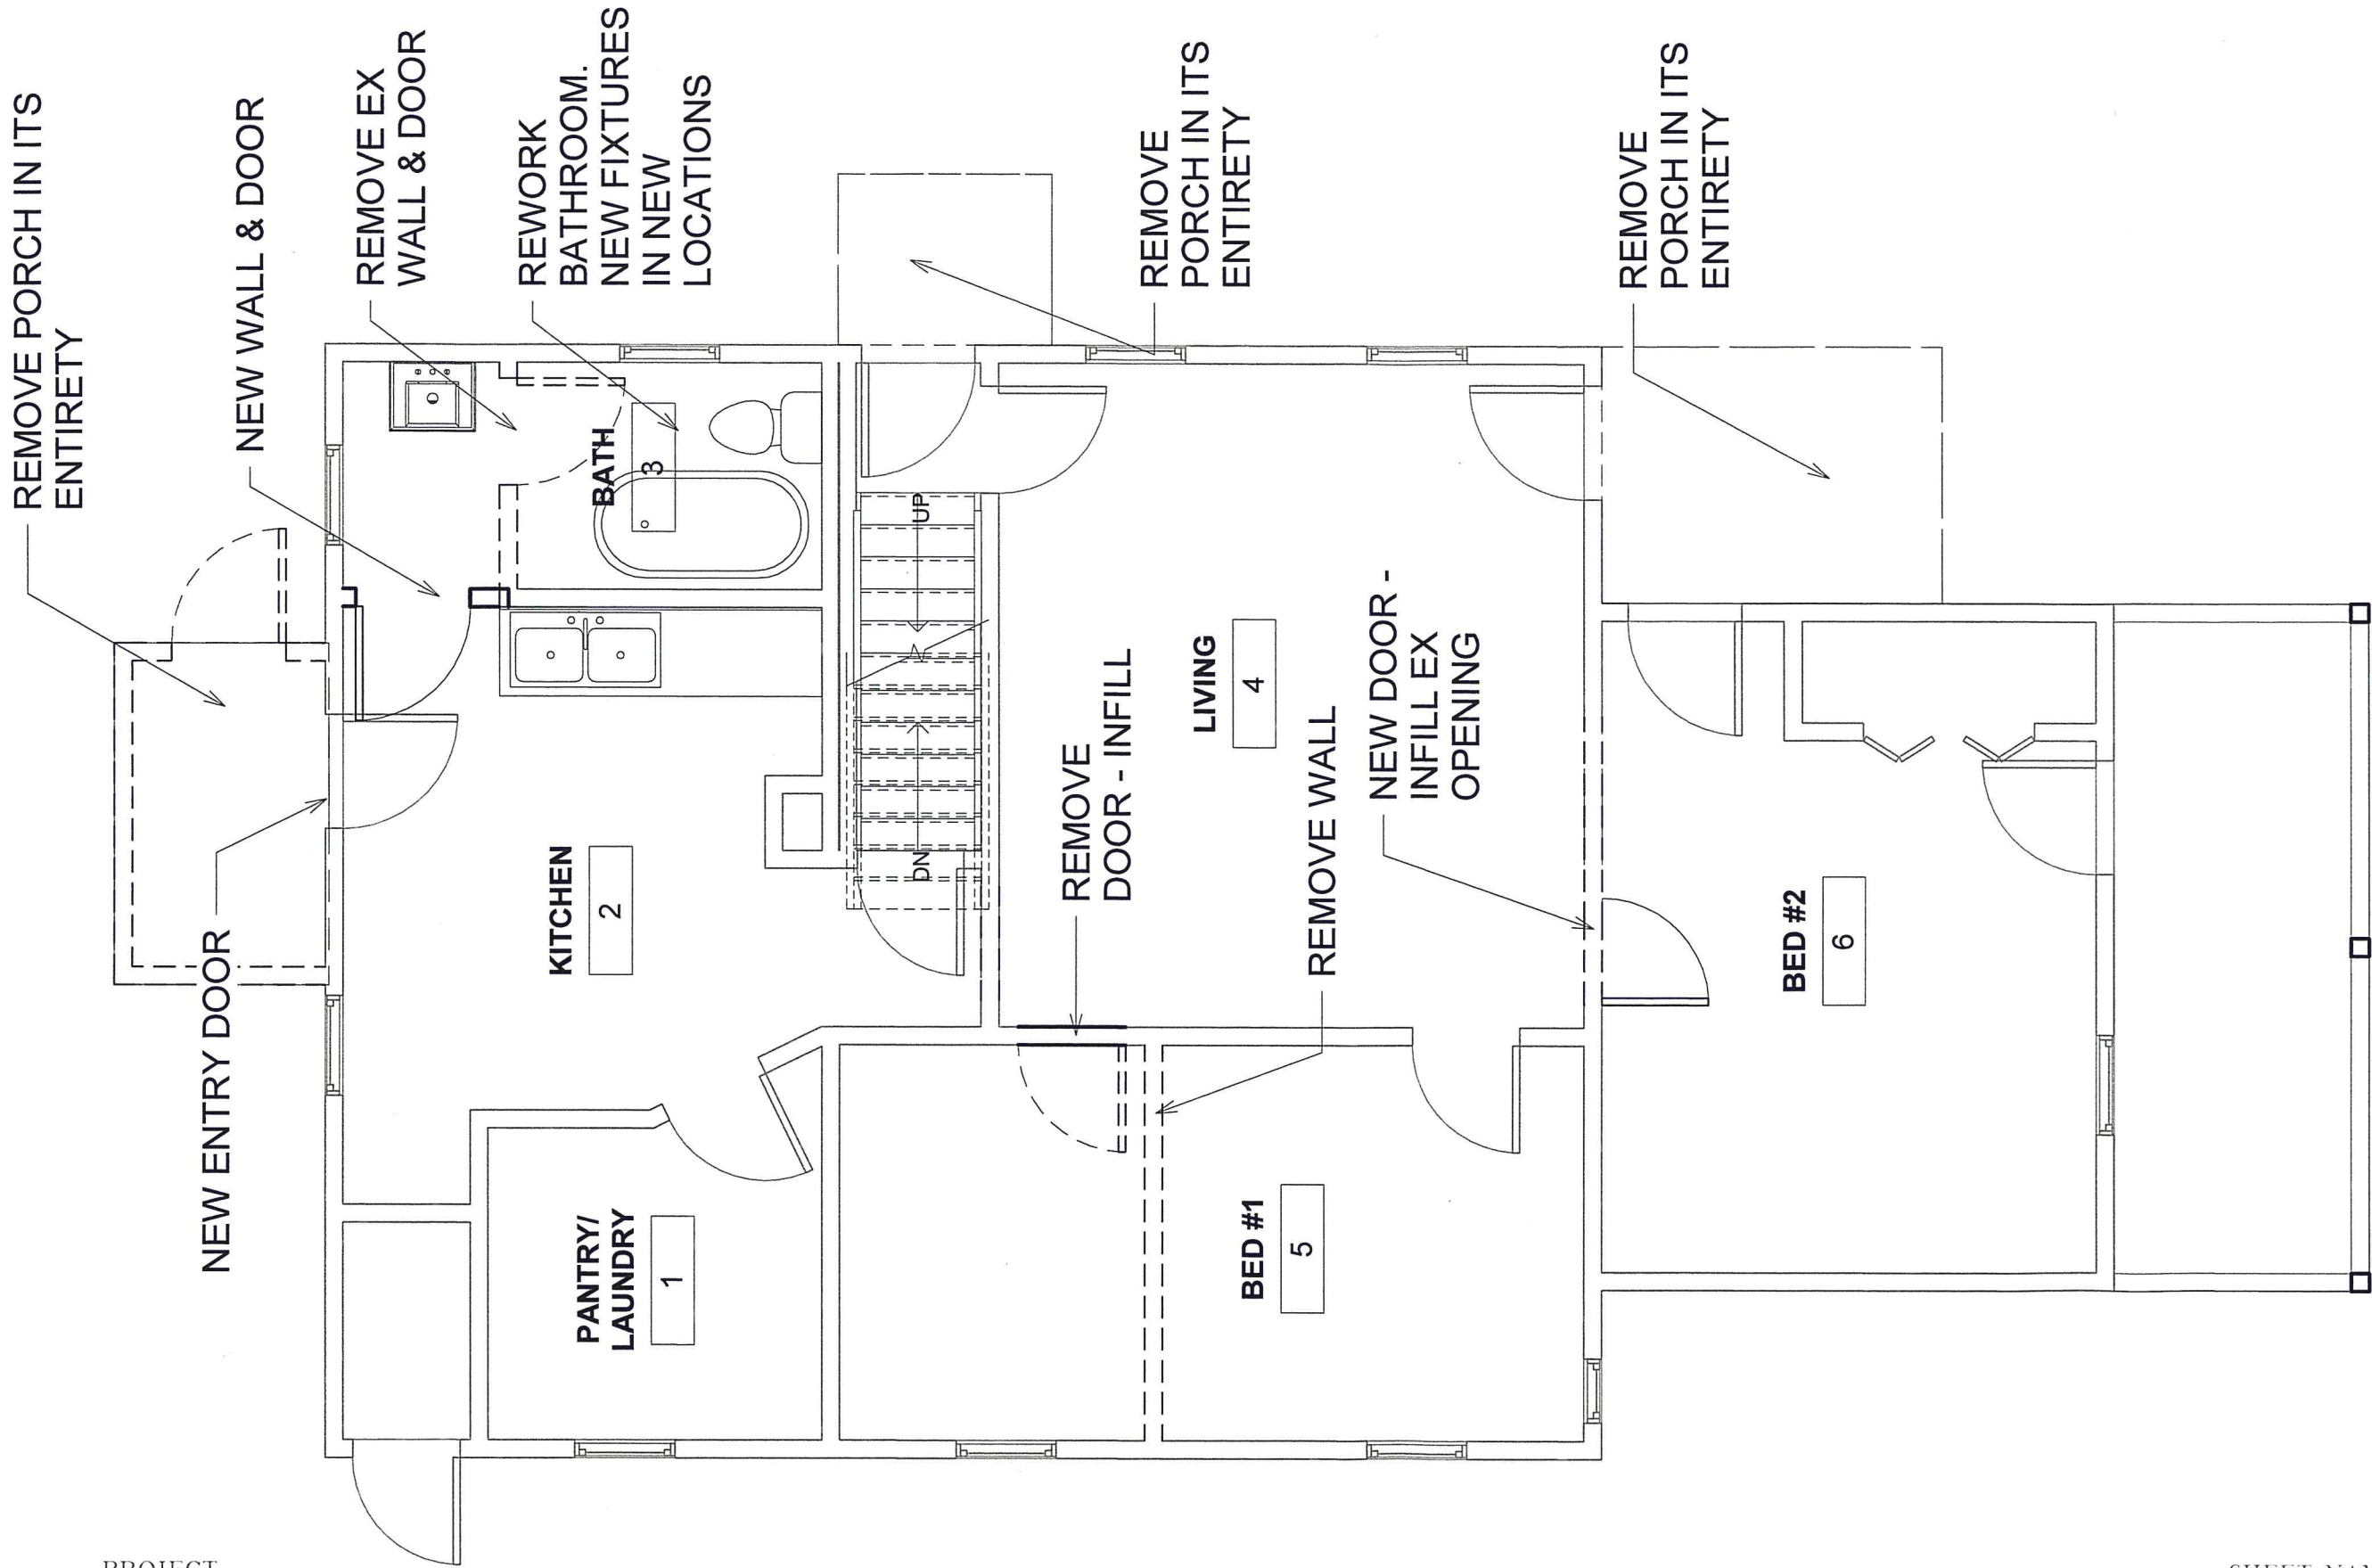 REMOVE PORCH IN ITS
ENTIRETY
NEW WALL & DOOR
REMOVE EX
WALL & DOOR
REWORK
BATHROOM.
NEW FIXTURES
IN NEW
LOCATIONS
REMOVE
PORCH IN ITS
ENTIRETY
REMOVE
PORCH IN ITS
ENTIRETY
NEW ENTRY DOOR
BATH
3
KITCHEN
2
UP
DN
LIVING
4
REMOVE
DOOR - INFILL
REMOVE WALL
NEW DOOR -
INFILL EX
OPENING
PANTRY/
LAUNDRY
1
BED #1
5
BED #2
6
PROJECT